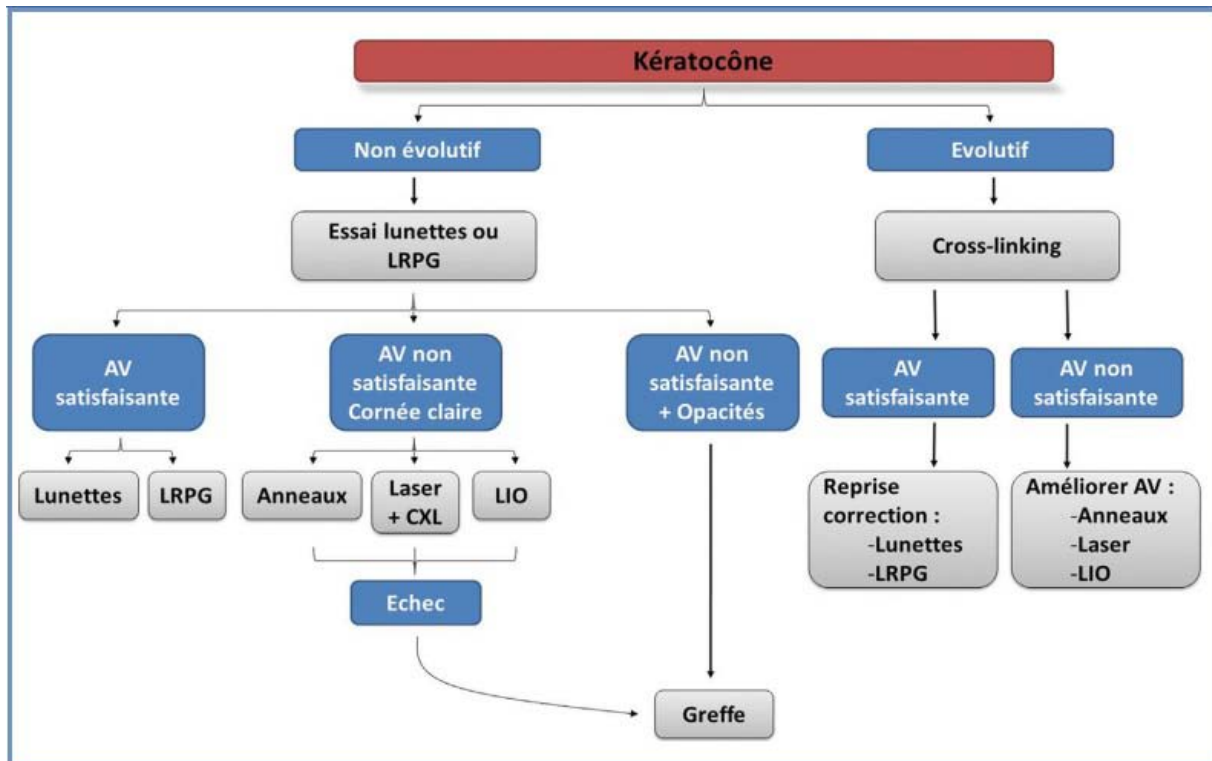 Kératocône
Non évolutif
Evolutif
Essai lunettes ou
LRPG
Cross-linking
AV
satisfaisante
AV non
satisfaisante
Cornée claire
AV non
satisfaisante
+ Opacités
AV
satisfaisante
AV non
satisfaisante
Lunettes
LRPG
Anneaux
Laser
+ CXL
LIO
Reprise
correction :
-Lunettes
-LRPG
Améliorer AV :
-Anneaux
-Laser
-LIO
Echec
Greffe